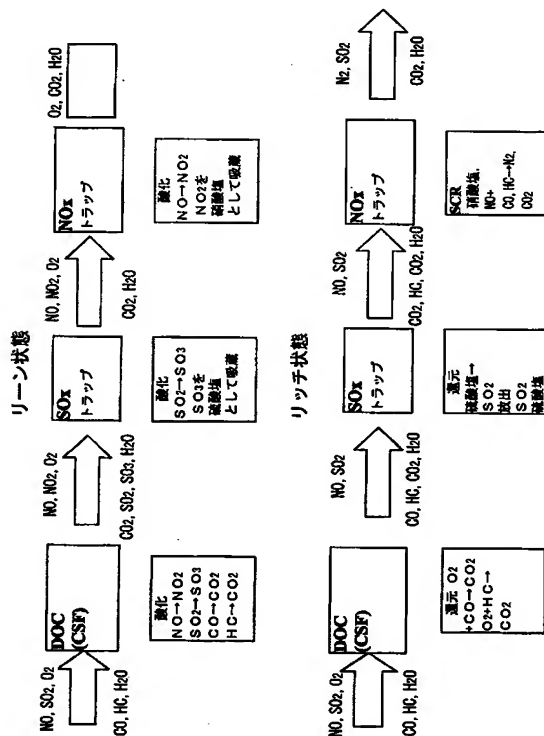 リーン状態
NO, SO2, O2
CO, HC, H2O
DOC
(CSF)
酸化
NO→NO2
SO2→SO3
CO→CO2
HC→CO2
NO, NO2, O2
CO2, SO2, SO3, H2O
SOx
トラップ
酸化
SO2→SO3
SO3を
硫酸塩
として吸蔵
NO, NO2, O2
CO2, H2O
NOx
トラップ
酸化
NO→NO2
NO2を
硝酸塩
として吸蔵
O2, CO2, H2O
リッチ状態
NO, SO2, O2
CO, HC, H2O
DOC
(CSF)
還元 O2
+CO→CO2
O2+HC→
CO2
NO, SO2
CO, HC, CO2, H2O
SOx
トラップ
還元
硫酸塩→
SO2
放出
SO2
硫酸塩
NO, SO2
CO2, HC, CO2, H2O
NOx
トラップ
SCR
硝酸塩,
NO+
CO, HC→N2,
CO2
N2, SO2
CO2, H2O